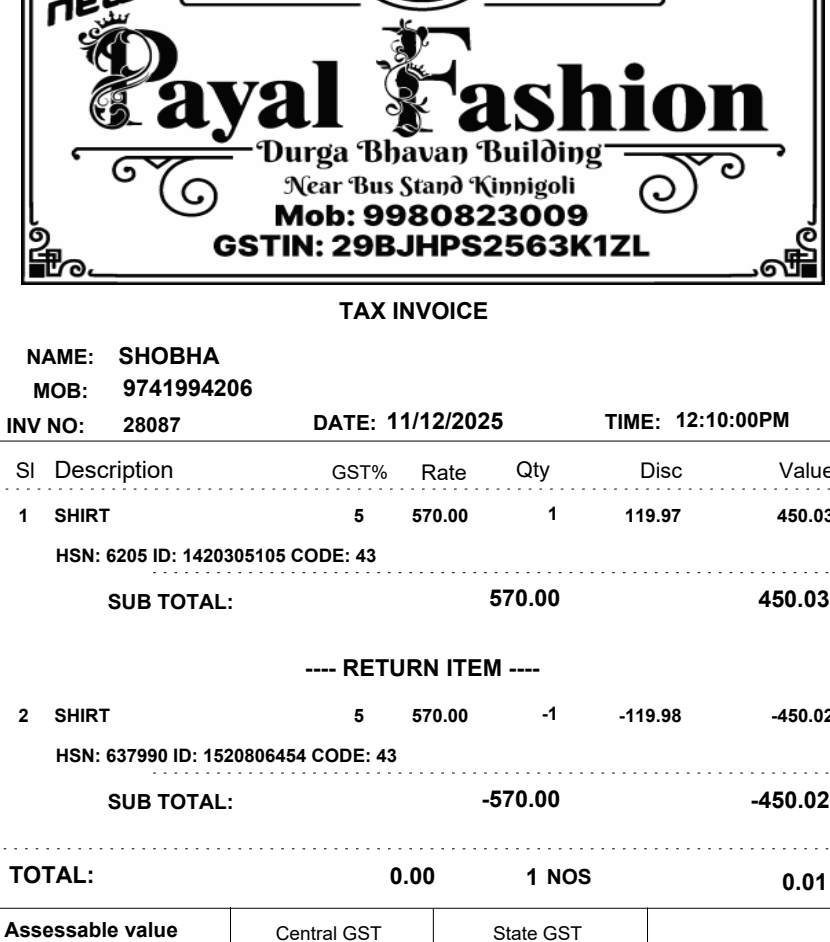 new
Payal Fashion
Durga Bhavan Building
Near Bus Stand Kinnigoli
Mob: 9980823009
GSTIN: 29BJHPS2563K1ZL
TAX INVOICE
NAME: SHOBHA
MOB: 9741994206
INV NO: 28087 DATE: 11/12/2025 TIME: 12:10:00PM
Sl Description GST% Rate Qty Disc Value
1 SHIRT 5 570.00 1 119.97 450.03
HSN: 6205 ID: 1420305105 CODE: 43
SUB TOTAL: 570.00 450.03
---- RETURN ITEM ----
2 SHIRT 5 570.00 -1 -119.98 -450.02
HSN: 637990 ID: 1520806454 CODE: 43
SUB TOTAL: -570.00 -450.02
TOTAL: 0.00 1 NOS 0.01
Assessable value Central GST State GST